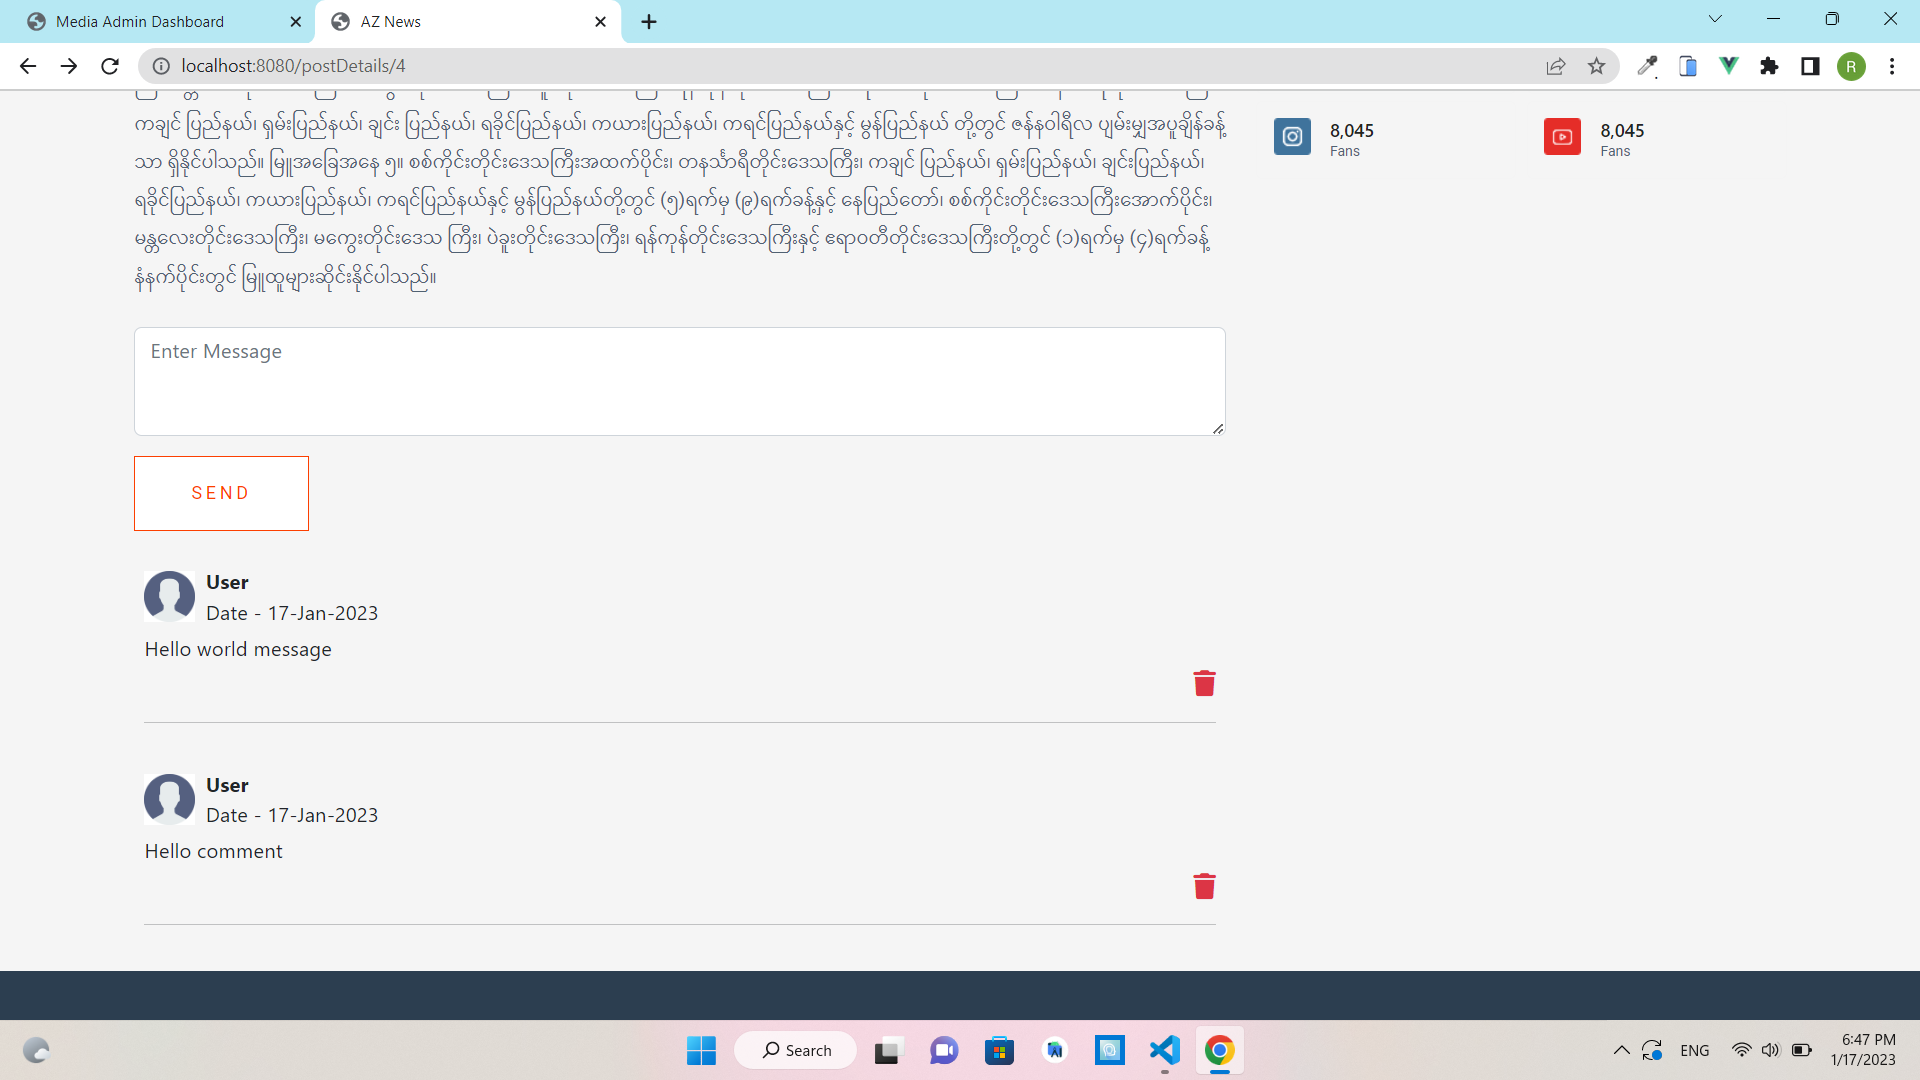 Media Admin Dashboard
AZ News
localhost:8080/postDetails/4
R
ကချင် ပြည်နယ်၊ ရှမ်းပြည်နယ်၊ ချင်း ပြည်နယ်၊ ရခိုင်ပြည်နယ်၊ ကယားပြည်နယ်၊ ကရင်ပြည်နယ်နှင့် မွန်ပြည်နယ် တို့တွင် ဇန်နဝါရီလ ပျမ်းမျှအပူချိန်ခန့်
သာ ရှိနိုင်ပါသည်။ မြူအခြေအနေ ၅။ စစ်ကိုင်းတိုင်းဒေသကြီးအထက်ပိုင်း၊ တနင်္သာရီတိုင်းဒေသကြီး၊ ကချင် ပြည်နယ်၊ ရှမ်းပြည်နယ်၊ ချင်းပြည်နယ်၊
ရခိုင်ပြည်နယ်၊ ကယားပြည်နယ်၊ ကရင်ပြည်နယ်နှင့် မွန်ပြည်နယ်တို့တွင် (၅)ရက်မှ (၉)ရက်ခန့်နှင့် နေပြည်တော်၊ စစ်ကိုင်းတိုင်းဒေသကြီးအောက်ပိုင်း၊
မန္တလေးတိုင်းဒေသကြီး၊ မကွေးတိုင်းဒေသ ကြီး၊ ပဲခူးတိုင်းဒေသကြီး၊ ရန်ကုန်တိုင်းဒေသကြီးနှင့် ဧရာဝတီတိုင်းဒေသကြီးတို့တွင် (၁)ရက်မှ (၄)ရက်ခန့်
နံနက်ပိုင်းတွင် မြူထူများဆိုင်းနိုင်ပါသည်။
8,045
Fans
8,045
Fans
Enter Message
SEND
User
Date - 17-Jan-2023
Hello world message
User
Date - 17-Jan-2023
Hello comment
Search
ENG
6:47 PM
1/17/2023